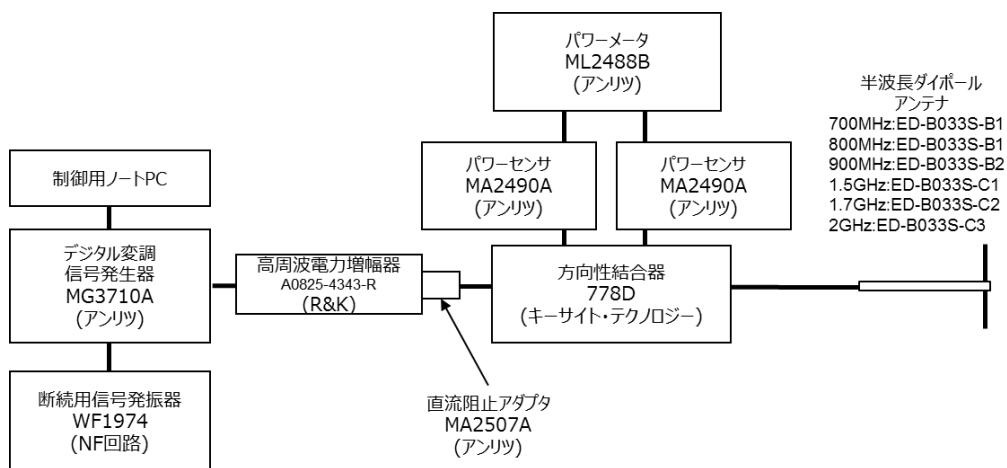 パワーメータ
ML2488B
(アンリツ)
半波長ダイポール
アンテナ
700MHz:ED-B033S-B1
800MHz:ED-B033S-B1
900MHz:ED-B033S-B2
1.5GHz:ED-B033S-C1
1.7GHz:ED-B033S-C2
2GHz:ED-B033S-C3
パワーセンサ
MA2490A
(アンリツ)
パワーセンサ
MA2490A
(アンリツ)
制御用ノートPC
デジタル変調
信号発生器
MG3710A
(アンリツ)
高周波電力増幅器
A0825-4343-R
(R&K)
方向性結合器
778D
(キーサイト・テクノロジー)
断続用信号発振器
WF1974
(NF回路)
直流阻止アダプタ
MA2507A
(アンリツ)